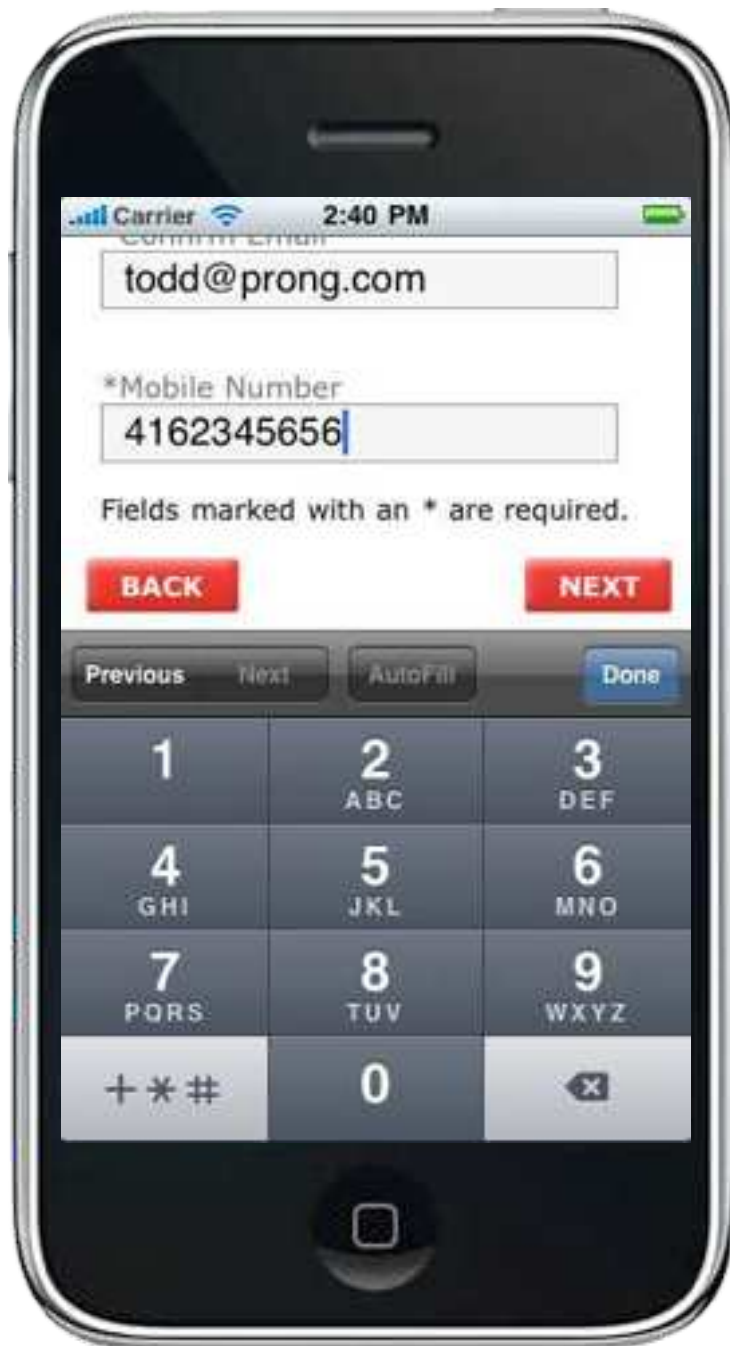 Carrier 2:40 PM
Confirm Email
todd@prong.com
*Mobile Number
4162345656
Fields marked with an * are required.
BACK NEXT
Previous Next AutoFill Done
1 2 3
ABC DEF
4 5 6
GHI JKL MNO
7 8 9
PQRS TUV WXYZ
+*# 0